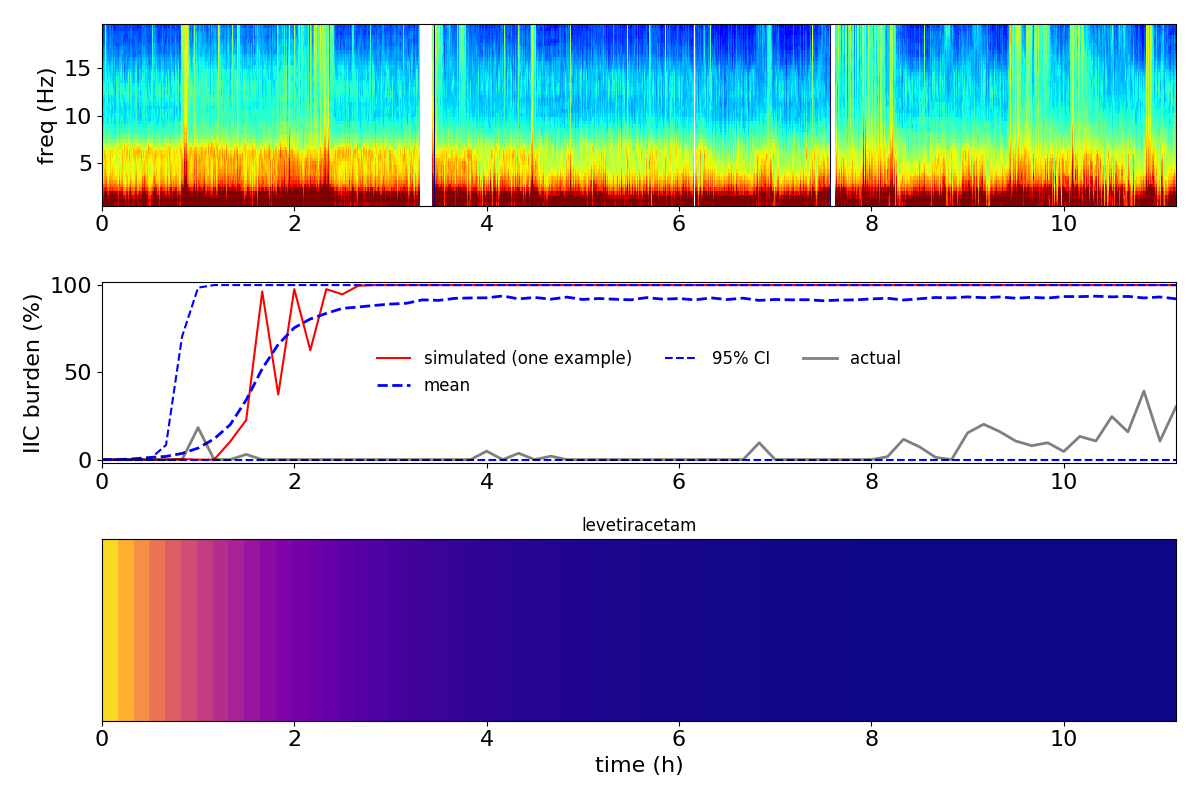 freq (Hz)
15
10
5
0 2 4 6 8 10
IIC burden (%)
100
50
0
simulated (one example) 95% CI actual
mean
0 2 4 6 8 10
levetiracetam
0 2 4 6 8 10
time (h)